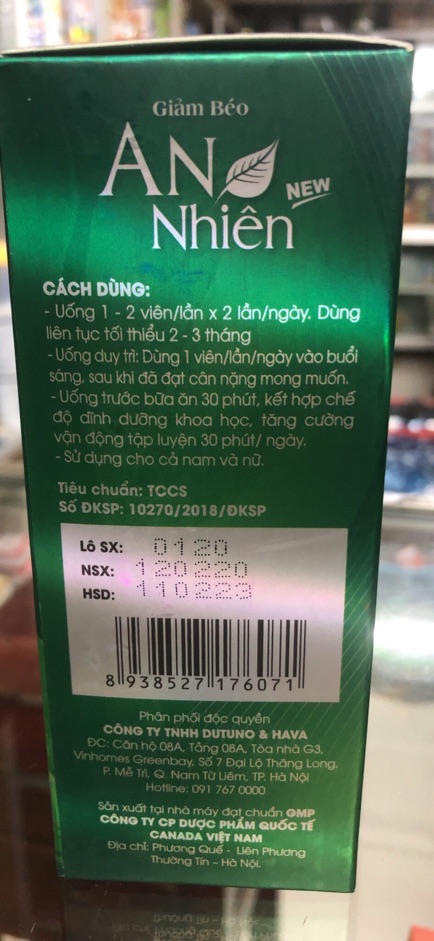 Giảm Béo
AN
Nhiên
NEW
CÁCH DÙNG:
- Uống 1 - 2 viên/lần x 2 lần/ngày. Dùng
liên tục tối thiểu 2 - 3 tháng
- Uống duy trì: Dùng 1 viên/lần/ngày vào buổi
sáng, sau khi đã đạt cân nặng mong muốn.
- Uống trước bữa ăn 30 phút, kết hợp chế
độ dinh dưỡng khoa học, tăng cường
vận động tập luyện 30 phút/ ngày.
- Sử dụng cho cả nam và nữ.
Tiêu chuẩn: TCCS
Số ĐKSP: 10270/2018/ĐKSP
Lô SX: 0120
NSX: 120220
HSD: 110223
8 938527 176071
Phân phối độc quyền
CÔNG TY TNHH DUTUNO & HAVA
ĐC: Căn hộ 08A, Tầng 08A, Tòa nhà G3,
Vinhomes Greenbay, Số 7 Đại Lộ Thăng Long,
P. Mễ Trì, Q. Nam Từ Liêm, TP. Hà Nội
Hotline: 091 767 0000
Sản xuất tại nhà máy đạt chuẩn GMP
CÔNG TY CP DƯỢC PHẨM QUỐC TẾ
CANADA VIỆT NAM
Địa chỉ: Phương Quế - Liên Phương
Thường Tín - Hà Nội.